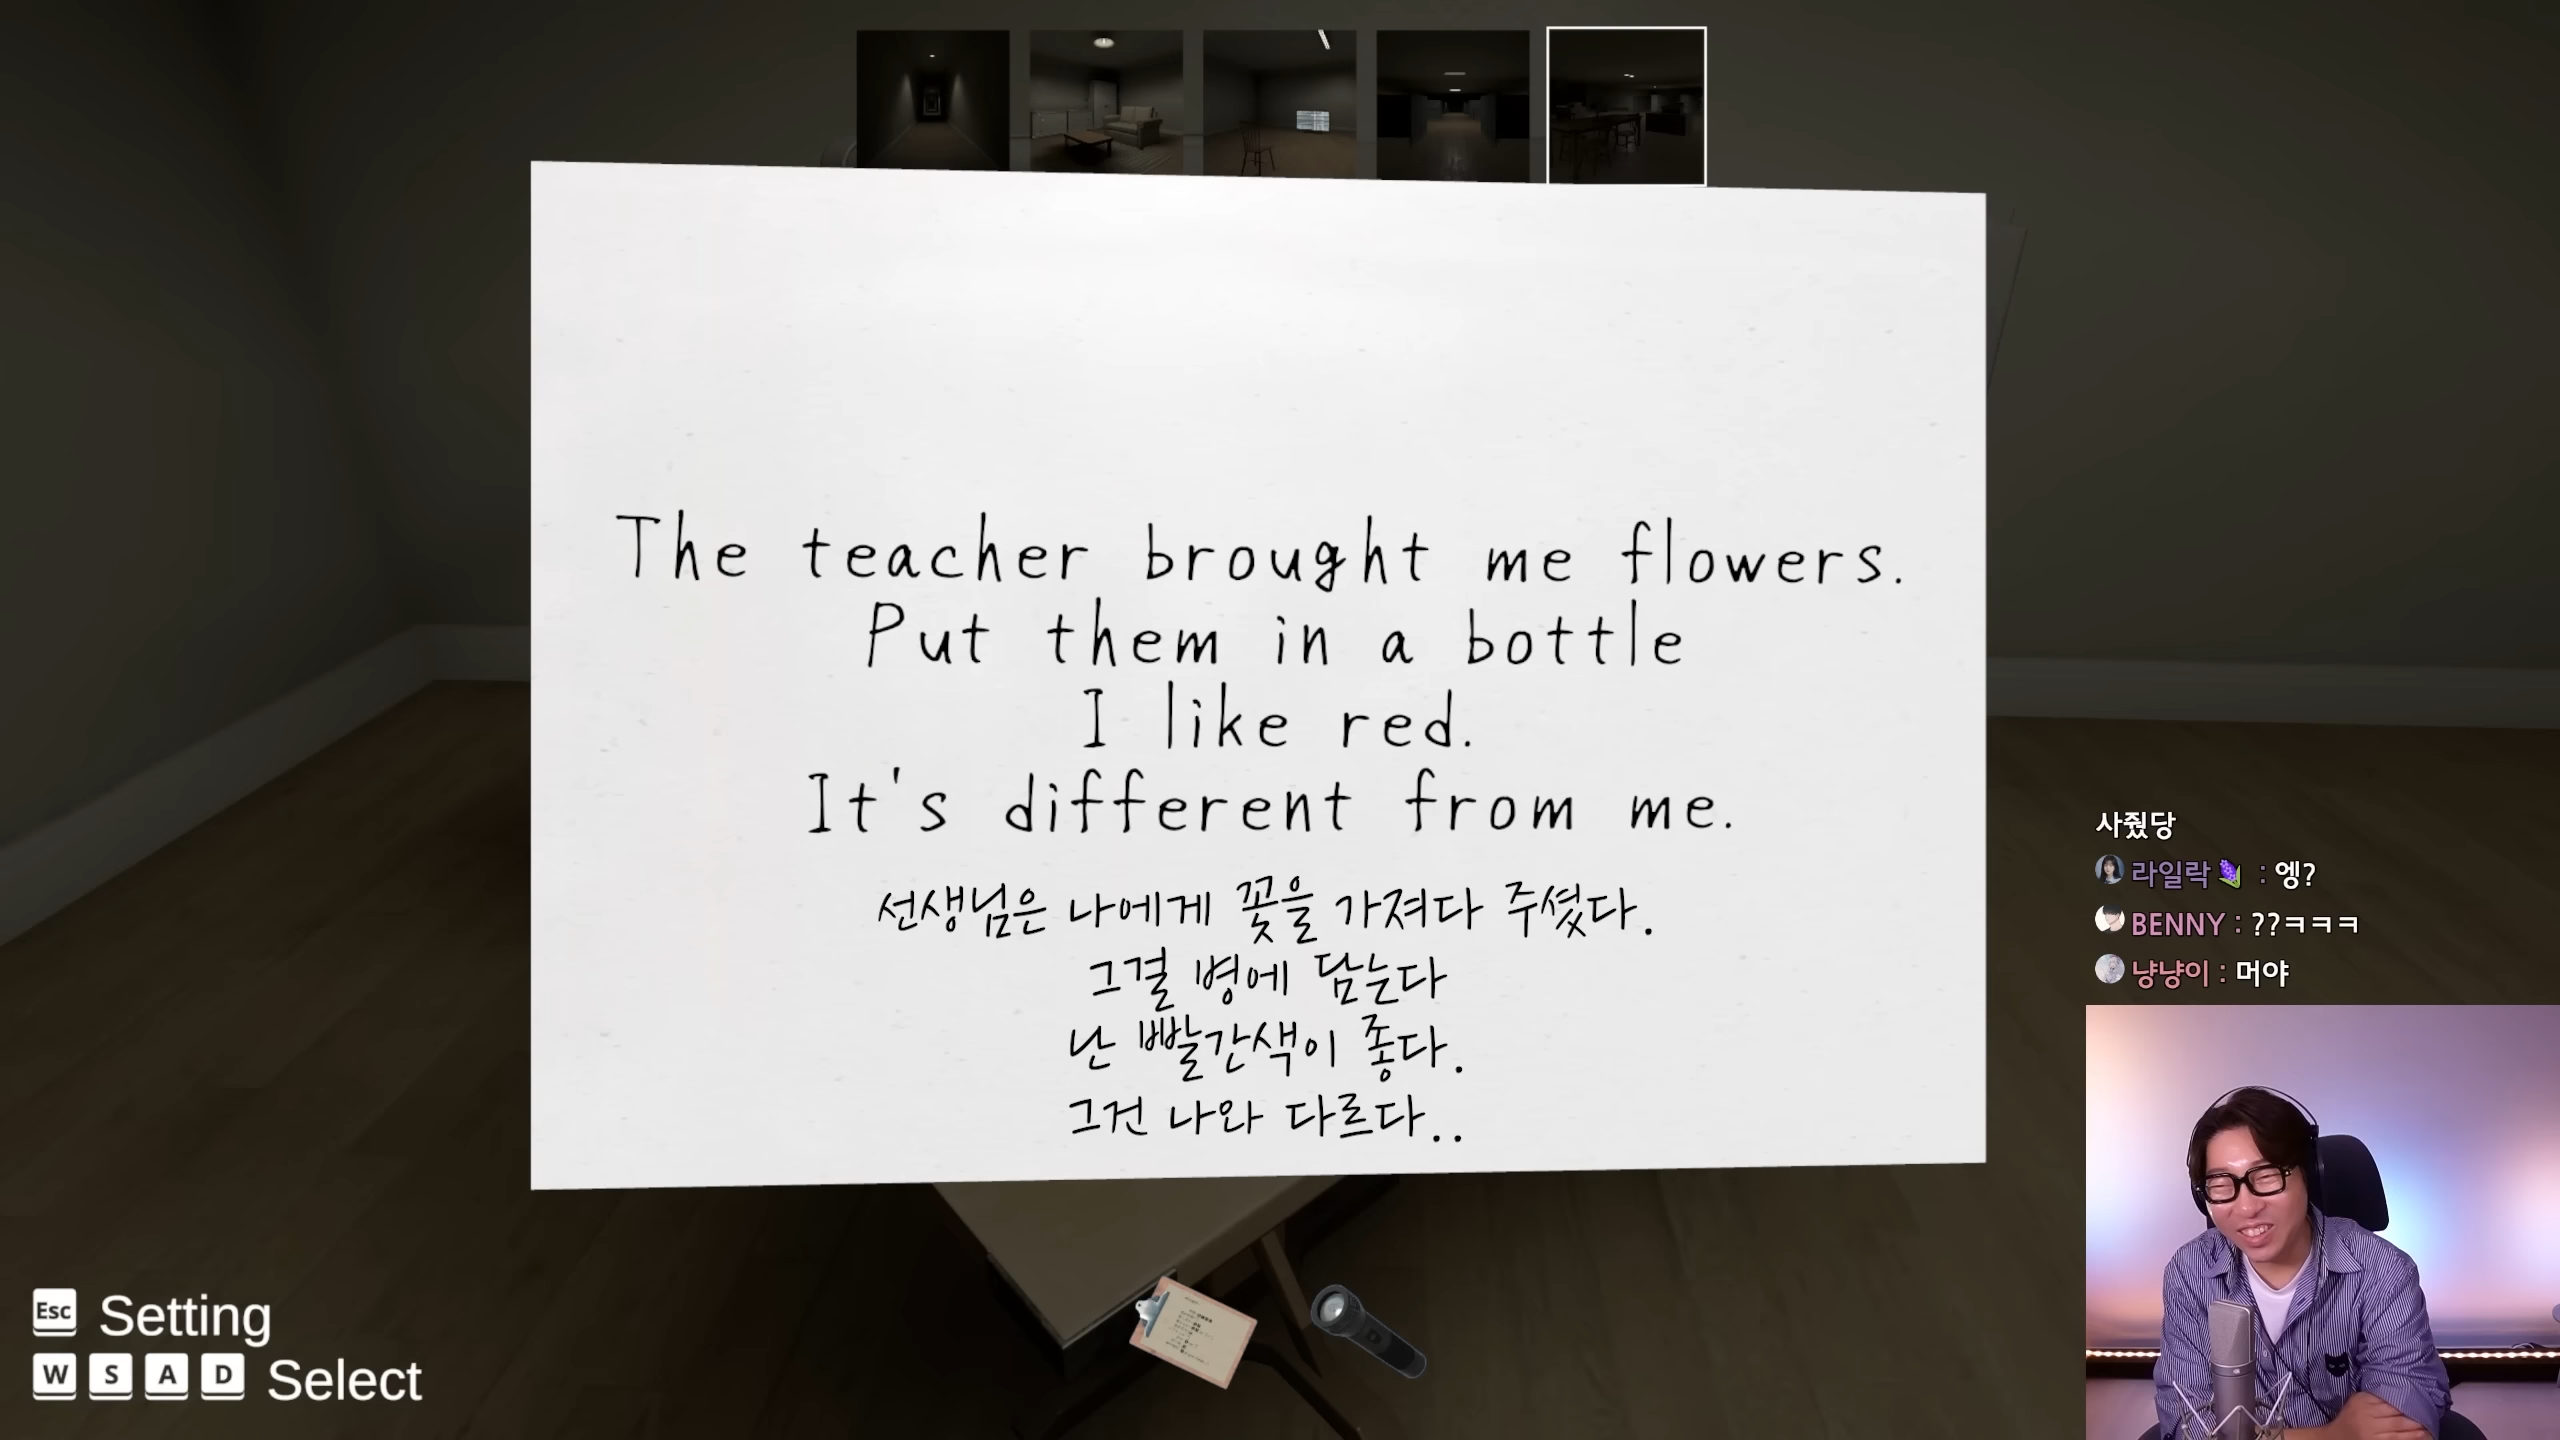 The teacher brought me flowers.
Put them in a bottle
I like red.
It's different from me.
선생님은 나에게 꽃을 가져다 주셨다.
그걸 병에 담는다
난 빨간색이 좋다.
그건 나와 다르다..
사줬당
라일락 : 엥?
BENNY : ??ㅋㅋㅋ
냥냥이 : 머야
Esc Setting
W S A D Select